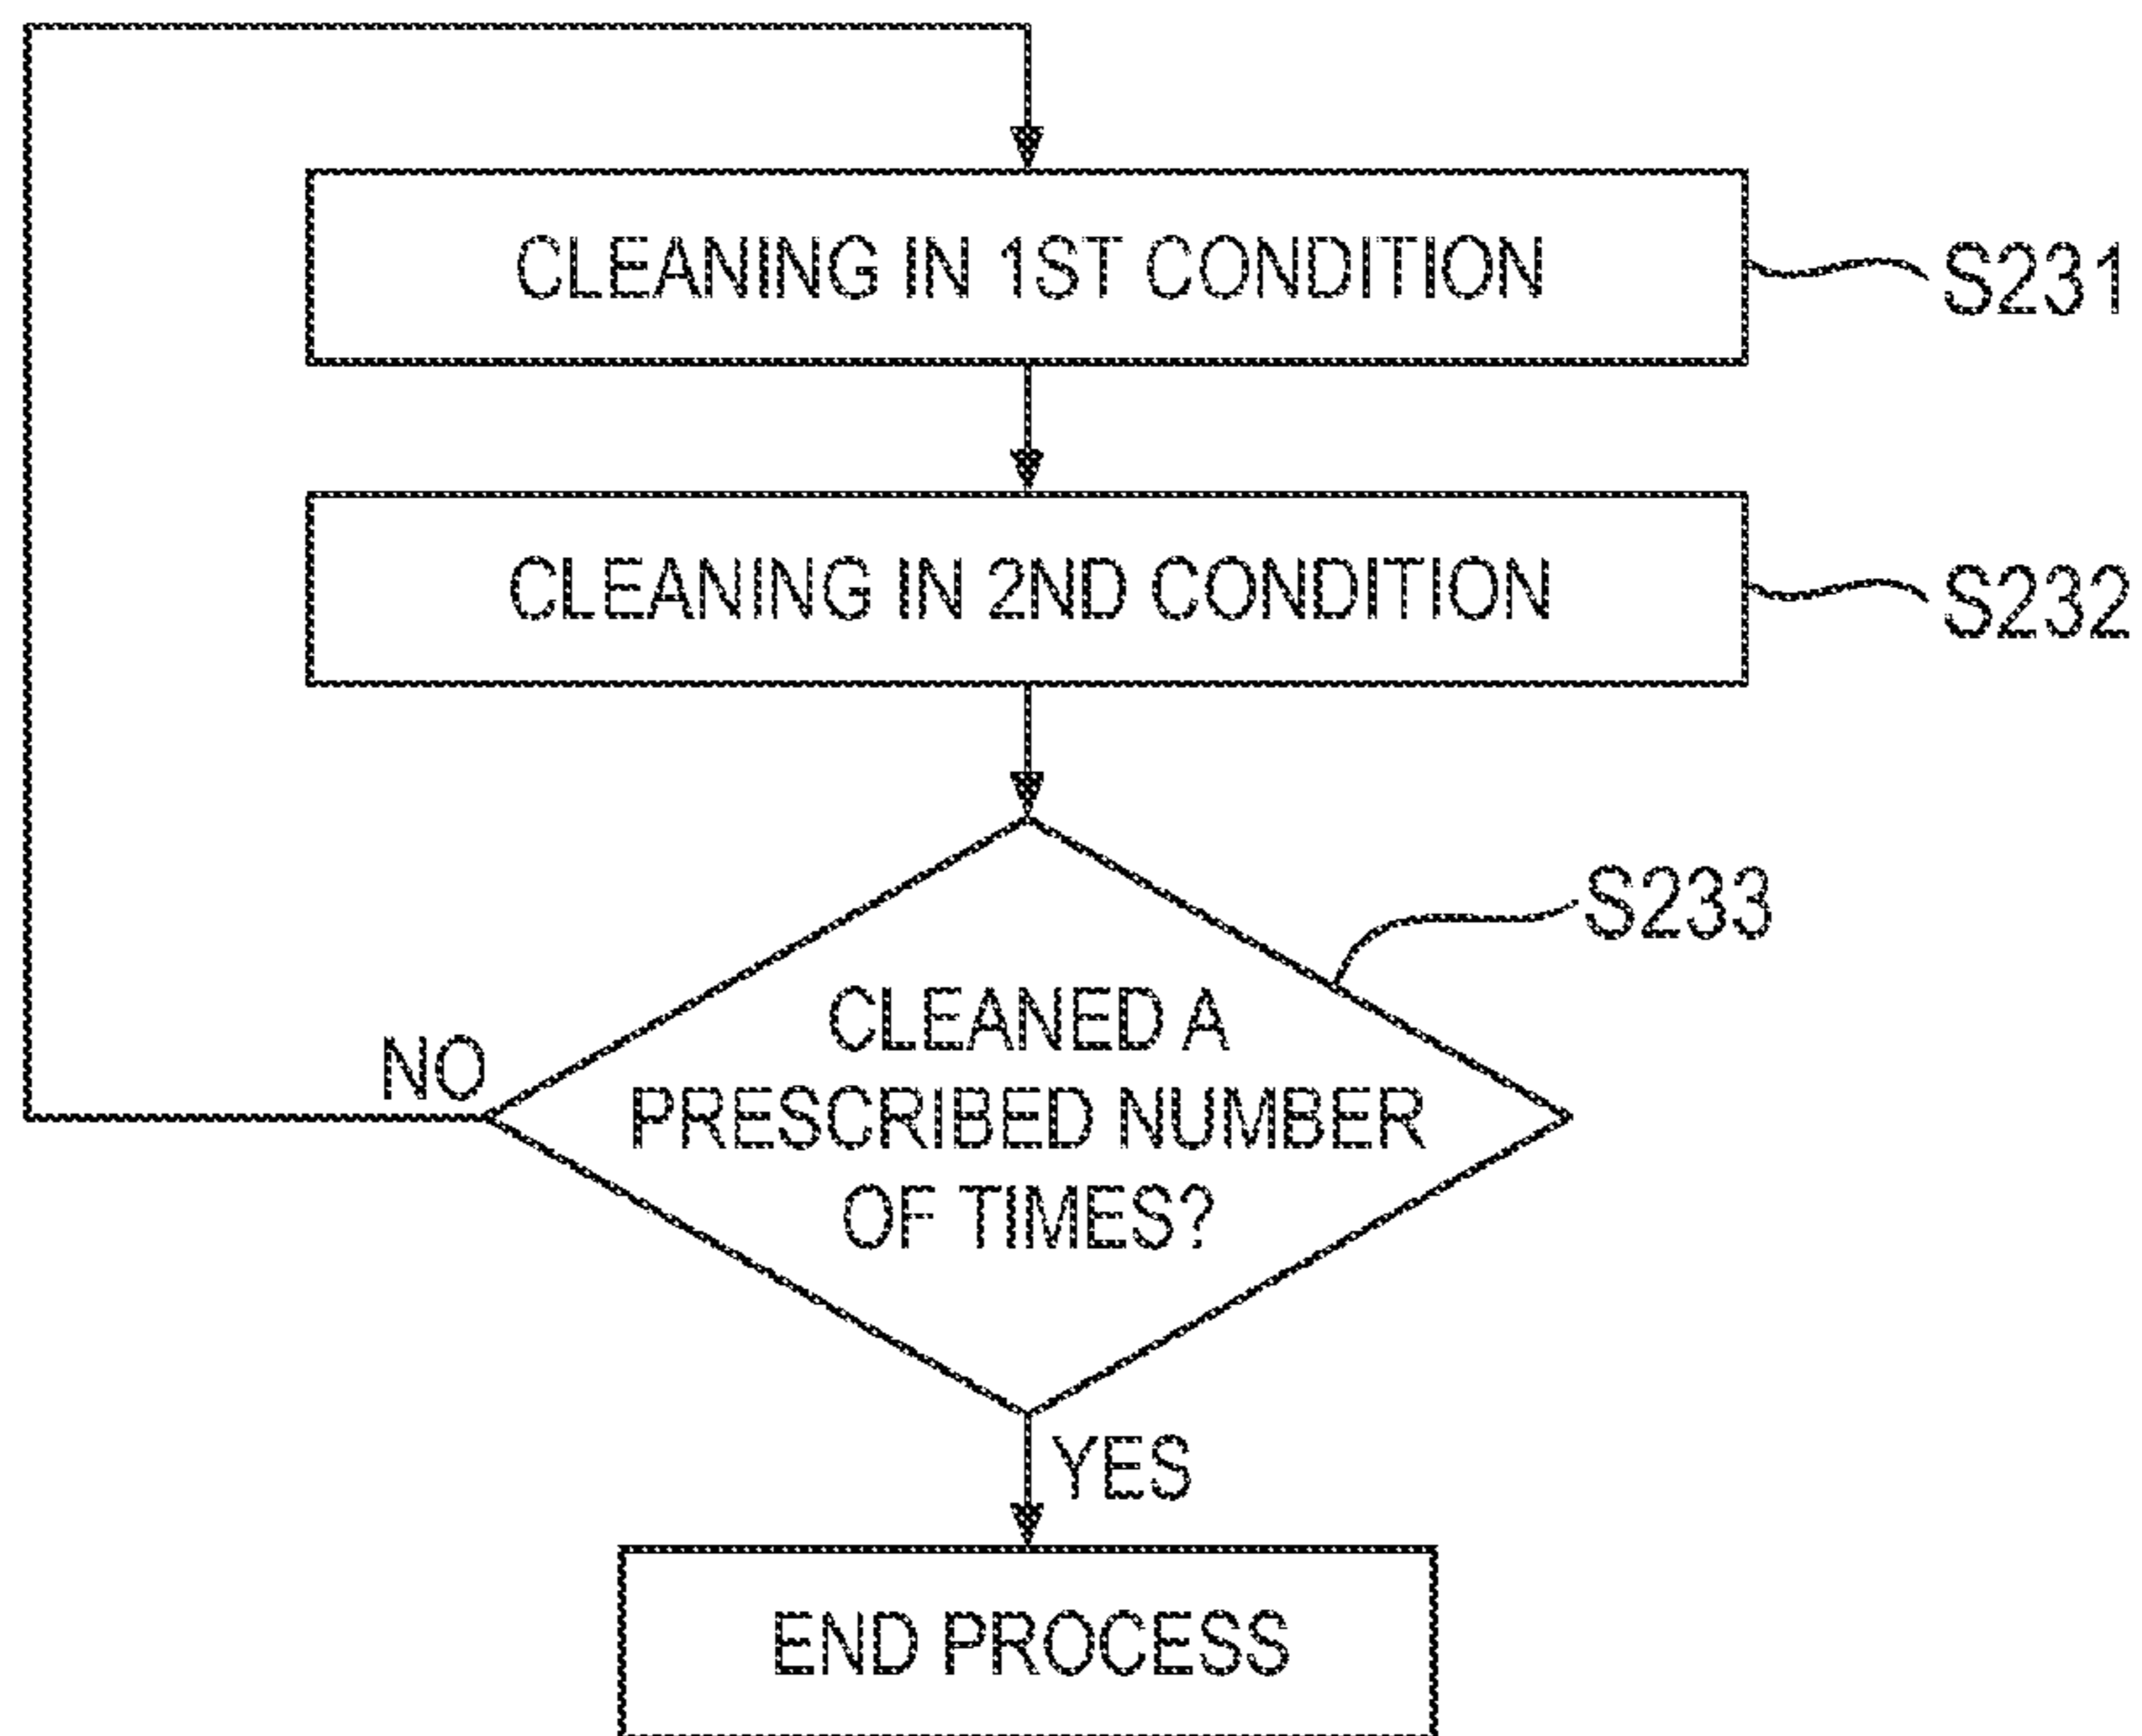 CLEANING IN 1ST CONDITION
S231
CLEANING IN 2ND CONDITION
S232
S233
CLEANED A
PRESCRIBED NUMBER
OF TIMES?
NO
YES
END PROCESS